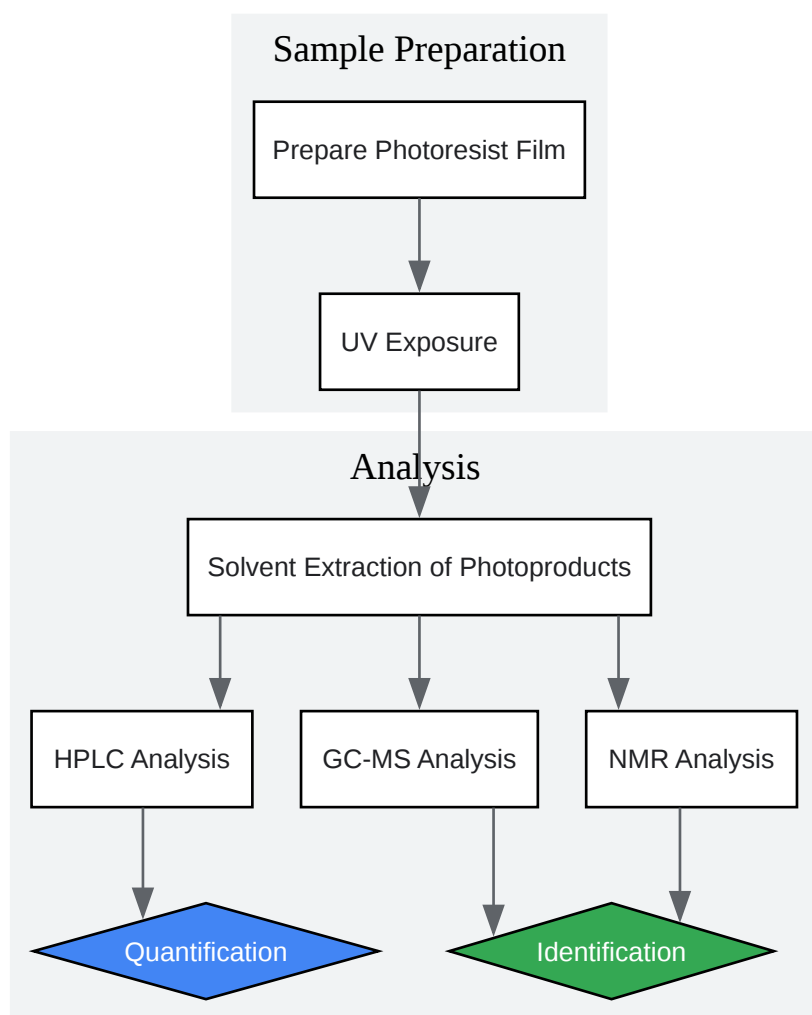 Sample Preparation
Prepare Photoresist Film
UV Exposure
Analysis
Solvent Extraction of Photoproducts
HPLC Analysis
GC-MS Analysis
NMR Analysis
Quantification
Identification